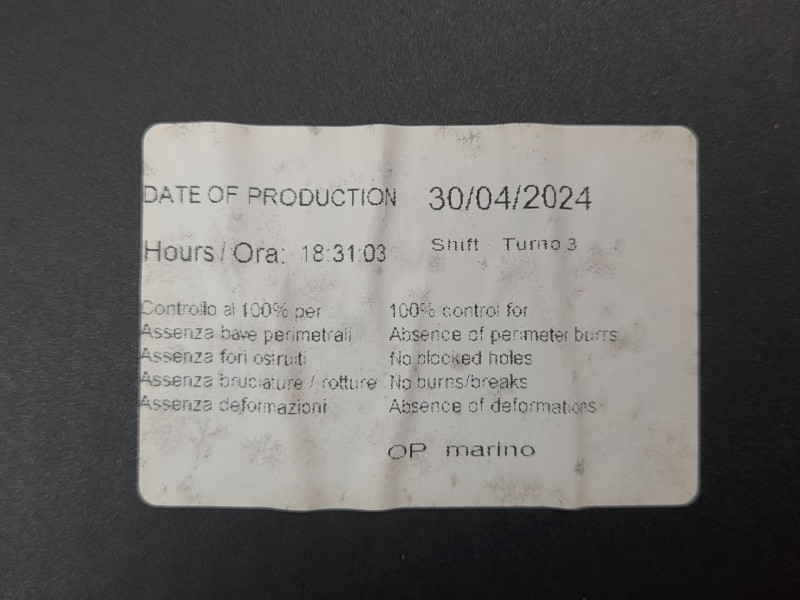 DATE OF PRODUCTION 30/04/2024
Hours / Ora: 18:31:03 Shift / Turno 3
Controllo al 100% per 100% control for
Assenza bave perimetrali Absence of perimeter burrs
Assenza fori ostruiti No blocked holes
Assenza bruciature / rotture No burns/breaks
Assenza deformazioni Absence of deformations
OP marino